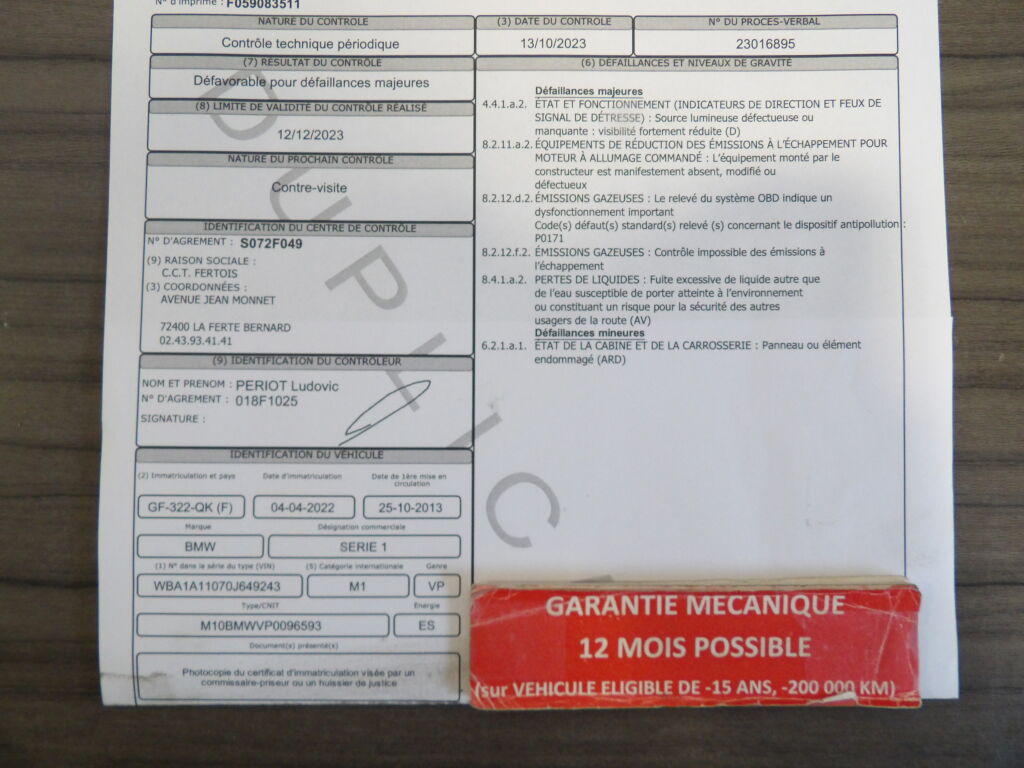 N° d'imprimé : F059083511
NATURE DU CONTRÔLE
(3) DATE DU CONTRÔLE
N° DU PROCES-VERBAL
Contrôle technique périodique
13/10/2023
23016895
(7) RÉSULTAT DU CONTRÔLE
Défavorable pour défaillances majeures
(8) LIMITE DE VALIDITÉ DU CONTRÔLE RÉALISÉ
12/12/2023
NATURE DU PROCHAIN CONTRÔLE
Contre-visite
IDENTIFICATION DU CENTRE DE CONTRÔLE
N° D'AGREMENT : S072F049
(9) RAISON SOCIALE :
C.C.T. FERTOIS
(3) COORDONNÉES :
AVENUE JEAN MONNET
72400 LA FERTE BERNARD
02.43.93.41.41
(9) IDENTIFICATION DU CONTRÔLEUR
NOM ET PRENOM : PERIOT Ludovic
N° D'AGREMENT : 018F1025
SIGNATURE :
IDENTIFICATION DU VÉHICULE
(2) Immatriculation et pays
Date d'immatriculation
Date de 1ère mise en
circulation
GF-322-QK (F)
04-04-2022
25-10-2013
Marque
Désignation commerciale
BMW
SERIE 1
(1) N° dans la série du type (VIN)
(5) Catégorie internationale
Genre
WBA1A11070J649243
M1
VP
Type/CNIT
Energie
M10BMWVP0096593
ES
Document(s) présenté(s)
Photocopie du certificat d'immatriculation visée par un
commissaire-priseur ou un huissier de justice
(6) DÉFAILLANCES ET NIVEAUX DE GRAVITÉ
Défaillances majeures
4.4.1.a.2. ÉTAT ET FONCTIONNEMENT (INDICATEURS DE DIRECTION ET FEUX DE
SIGNAL DE DÉTRESSE) : Source lumineuse défectueuse ou
manquante : visibilité fortement réduite (D)
8.2.11.a.2. ÉQUIPEMENTS DE RÉDUCTION DES ÉMISSIONS À L'ÉCHAPPEMENT POUR
MOTEUR À ALLUMAGE COMMANDÉ : L'équipement monté par le
constructeur est manifestement absent, modifié ou
défectueux
8.2.12.d.2. ÉMISSIONS GAZEUSES : Le relevé du système OBD indique un
dysfonctionnement important
Code(s) défaut(s) standard(s) relevé (s) concernant le dispositif antipollution :
P0171
8.2.12.f.2. ÉMISSIONS GAZEUSES : Contrôle impossible des émissions à
l'échappement
8.4.1.a.2. PERTES DE LIQUIDES : Fuite excessive de liquide autre que
de l'eau susceptible de porter atteinte à l'environnement
ou constituant un risque pour la sécurité des autres
usagers de la route (AV)
Défaillances mineures
6.2.1.a.1. ÉTAT DE LA CABINE ET DE LA CARROSSERIE : Panneau ou élément
endommagé (ARD)
DUPLIC
GARANTIE MECANIQUE
12 MOIS POSSIBLE
(sur VEHICULE ELIGIBLE DE -15 ANS, -200 000 KM)